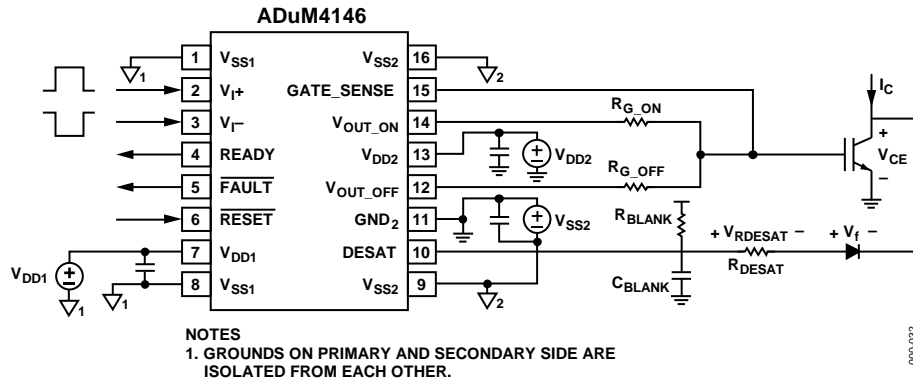 ADuM4146
1 VSS1
VSS2 16
2 VI+
GATE_SENSE 15
3 VI−
VOUT_ON 14
4 READY
VDD2 13
5 FAULT
VOUT_OFF 12
6 RESET
GND2 11
7 VDD1
DESAT 10
8 VSS1
VSS2 9
1
2
RG_ON
RG_OFF
VDD2
VSS2
RBLANK
CBLANK
+ VRDESAT −
RDESAT
+ Vf −
IC
+
VCE
−
VDD1
1
1
2
NOTES
1. GROUNDS ON PRIMARY AND SECONDARY SIDE ARE
ISOLATED FROM EACH OTHER.